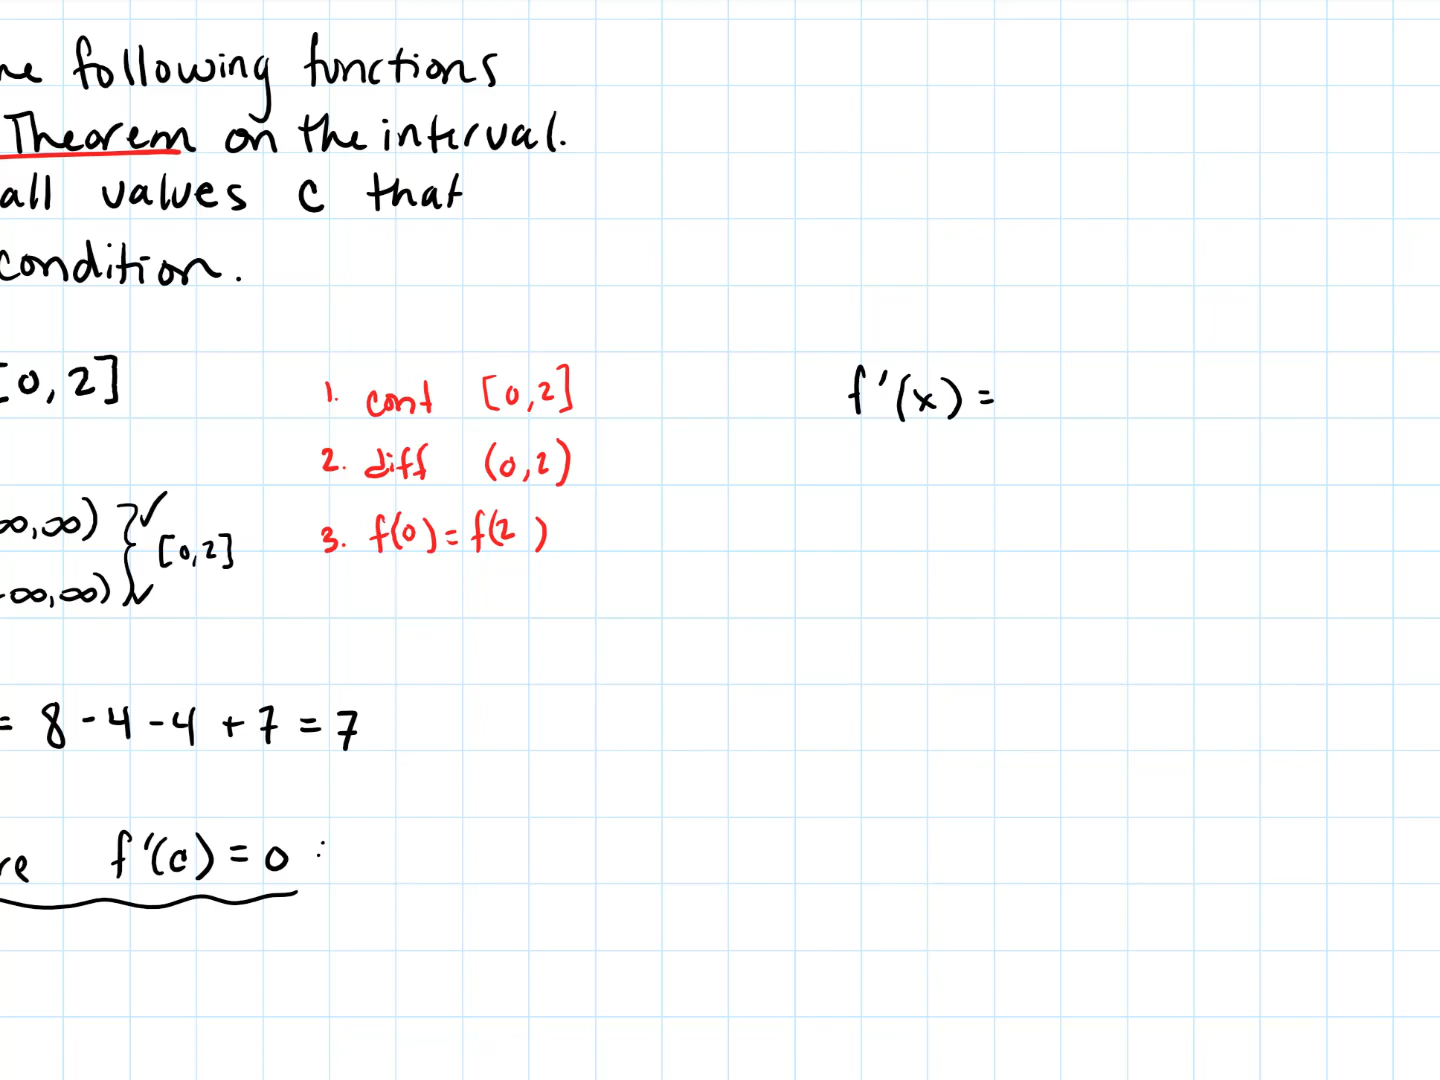 following functions
Theorem on the interval.
all values c that
condition.
[0,2]
1. cont [0,2]
2. diff (0,2)
3. f(0)=f(2 )
f'(x)=
∞,∞) ✓
[0,2]
-∞,∞) ✓
= 8-4-4+7=7
f'(c)=0 :